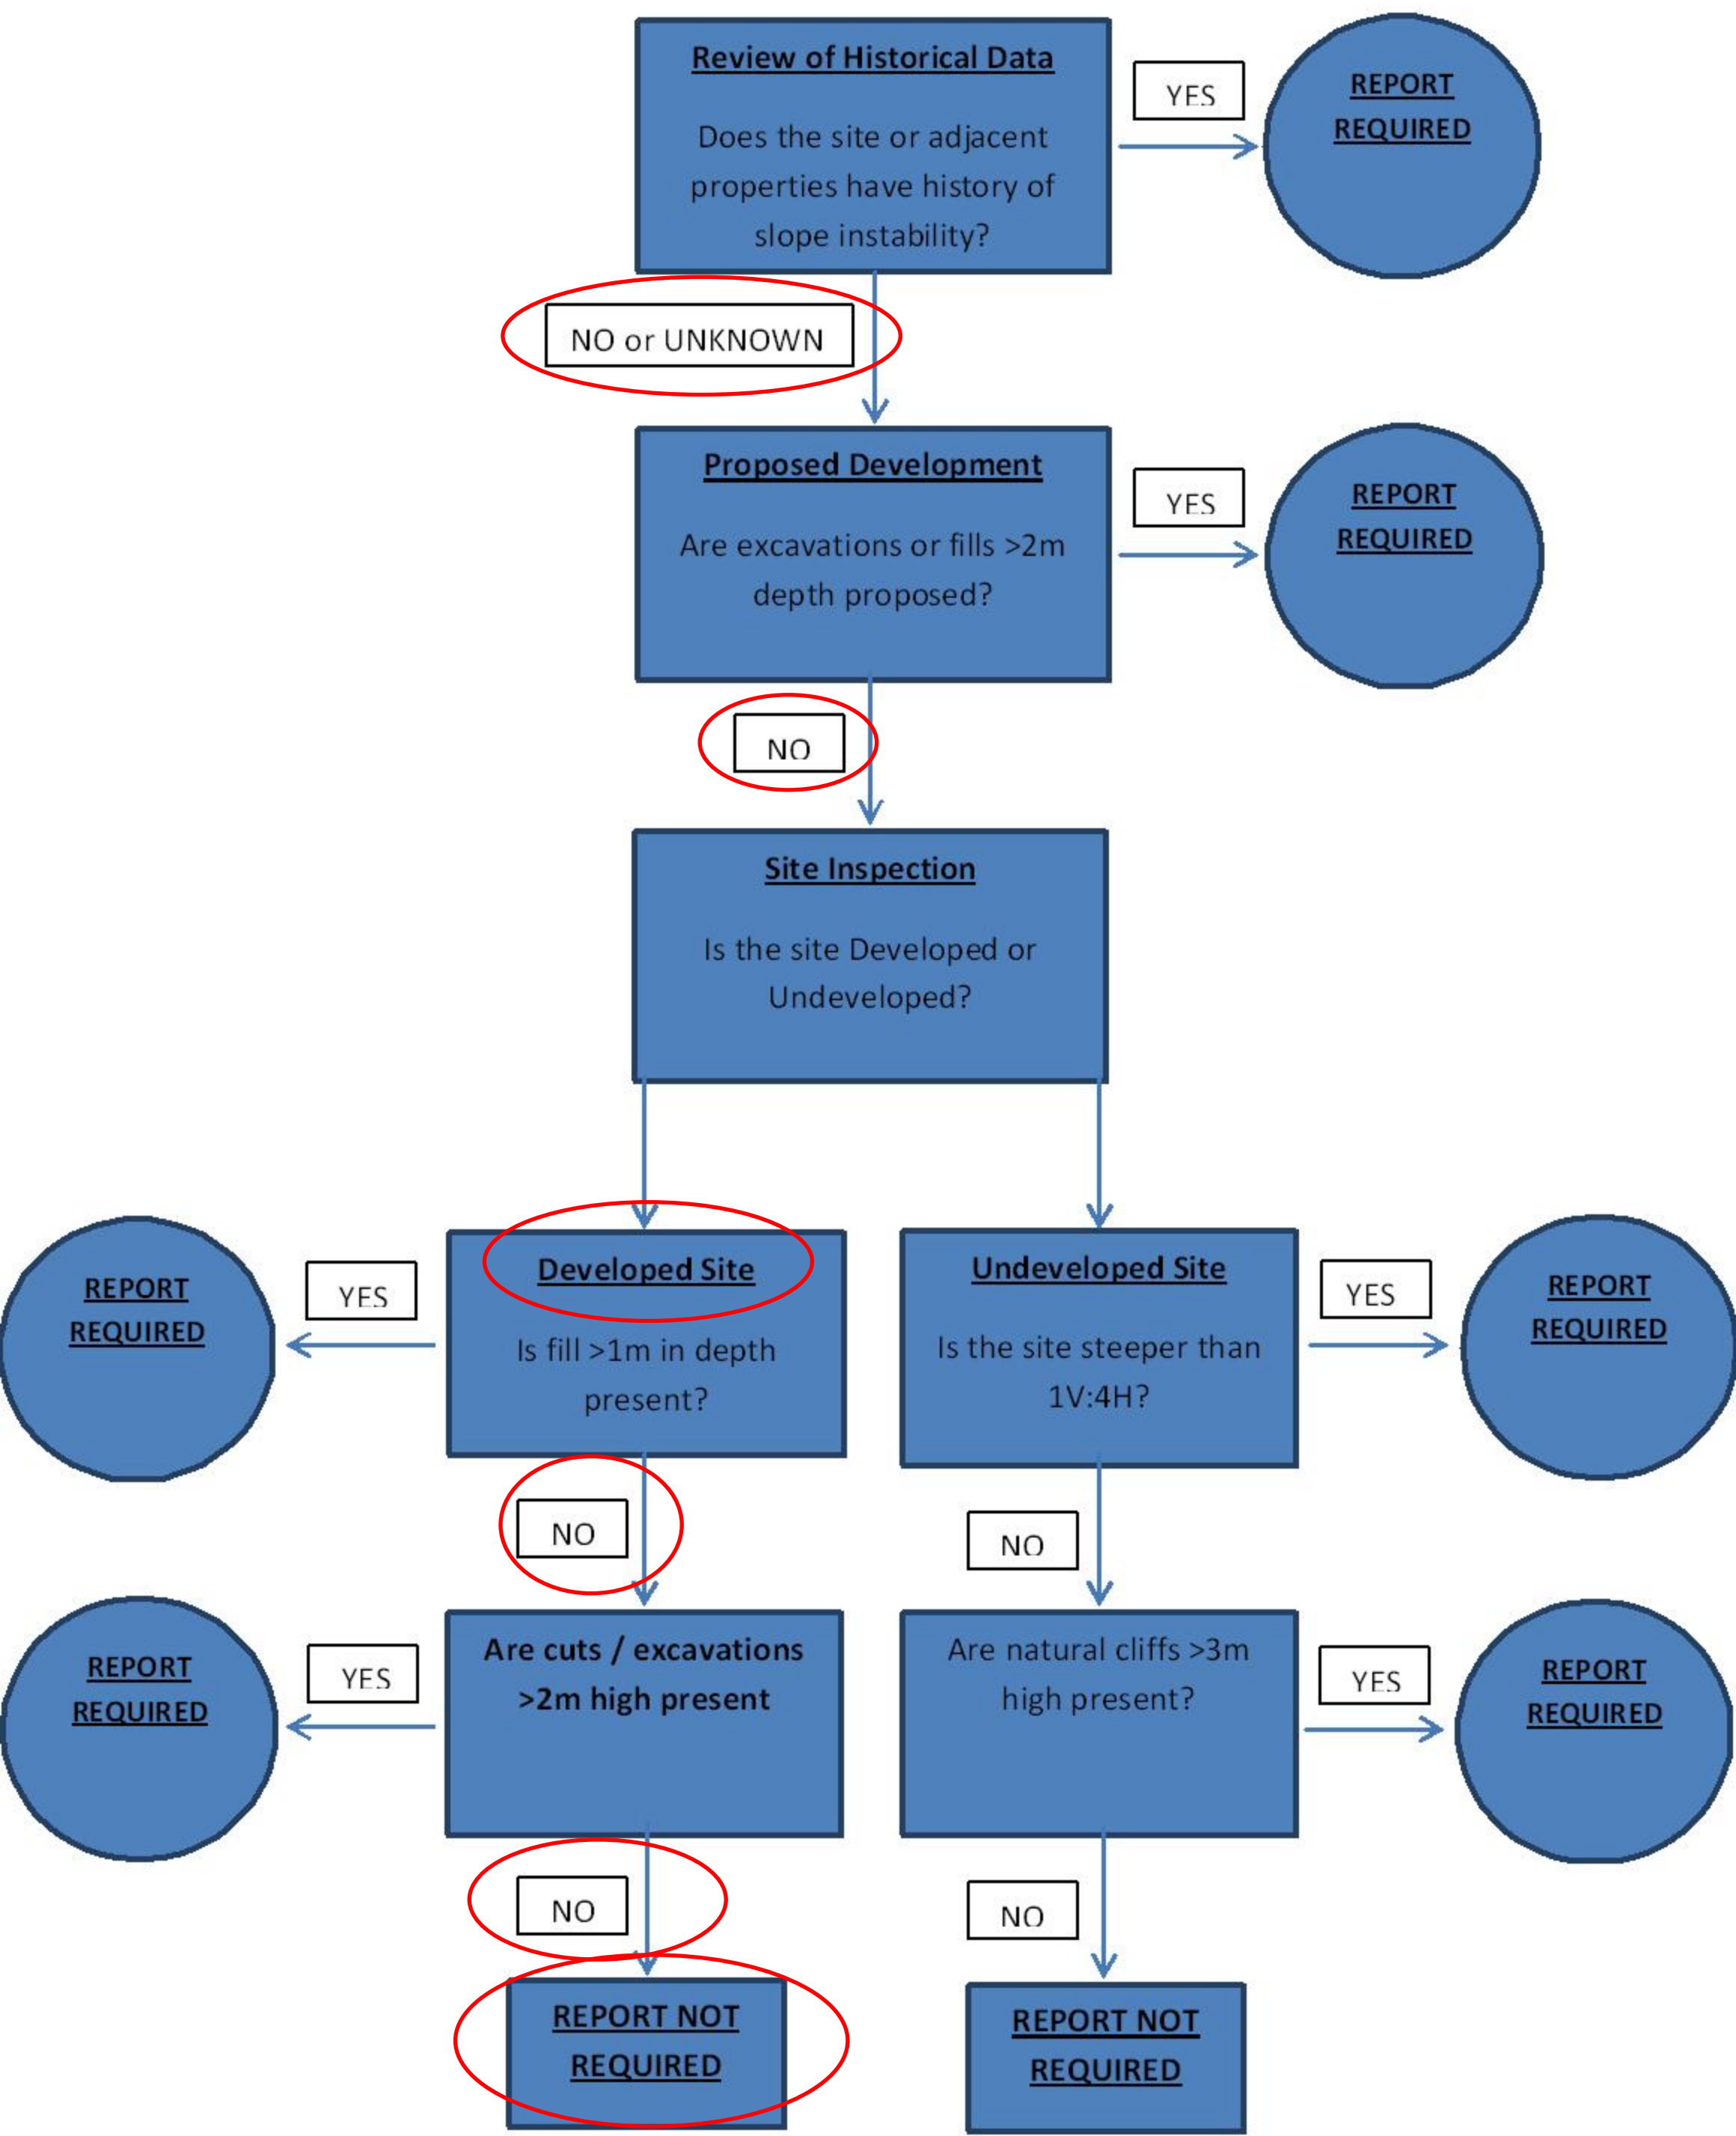 Review of Historical Data
Does the site or adjacent
properties have history of
slope instability?
YES
REPORT
REQUIRED
NO or UNKNOWN
Proposed Development
Are excavations or fills >2m
depth proposed?
YES
REPORT
REQUIRED
NO
Site Inspection
Is the site Developed or
Undeveloped?
REPORT
REQUIRED
YES
Developed Site
Is fill >1m in depth
present?
Undeveloped Site
Is the site steeper than
1V:4H?
YES
REPORT
REQUIRED
NO
NO
REPORT
REQUIRED
YES
Are cuts / excavations
>2m high present
Are natural cliffs >3m
high present?
YES
REPORT
REQUIRED
NO
NO
REPORT NOT
REQUIRED
REPORT NOT
REQUIRED